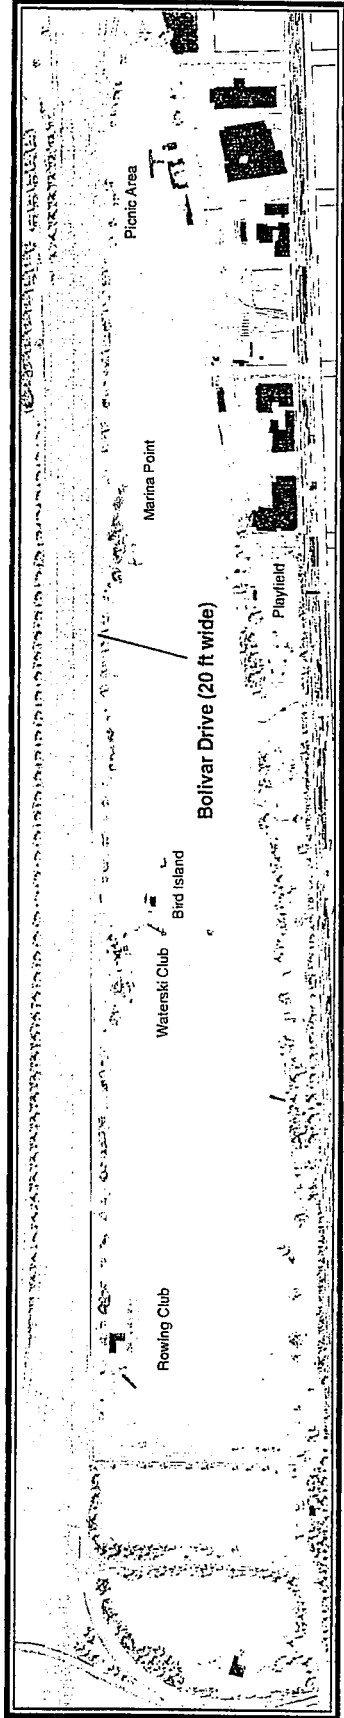 Rowing Club
Waterski Club
Bird Island
Bolivar Drive (20 ft wide)
Marina Point
Playfield
Picnic Area